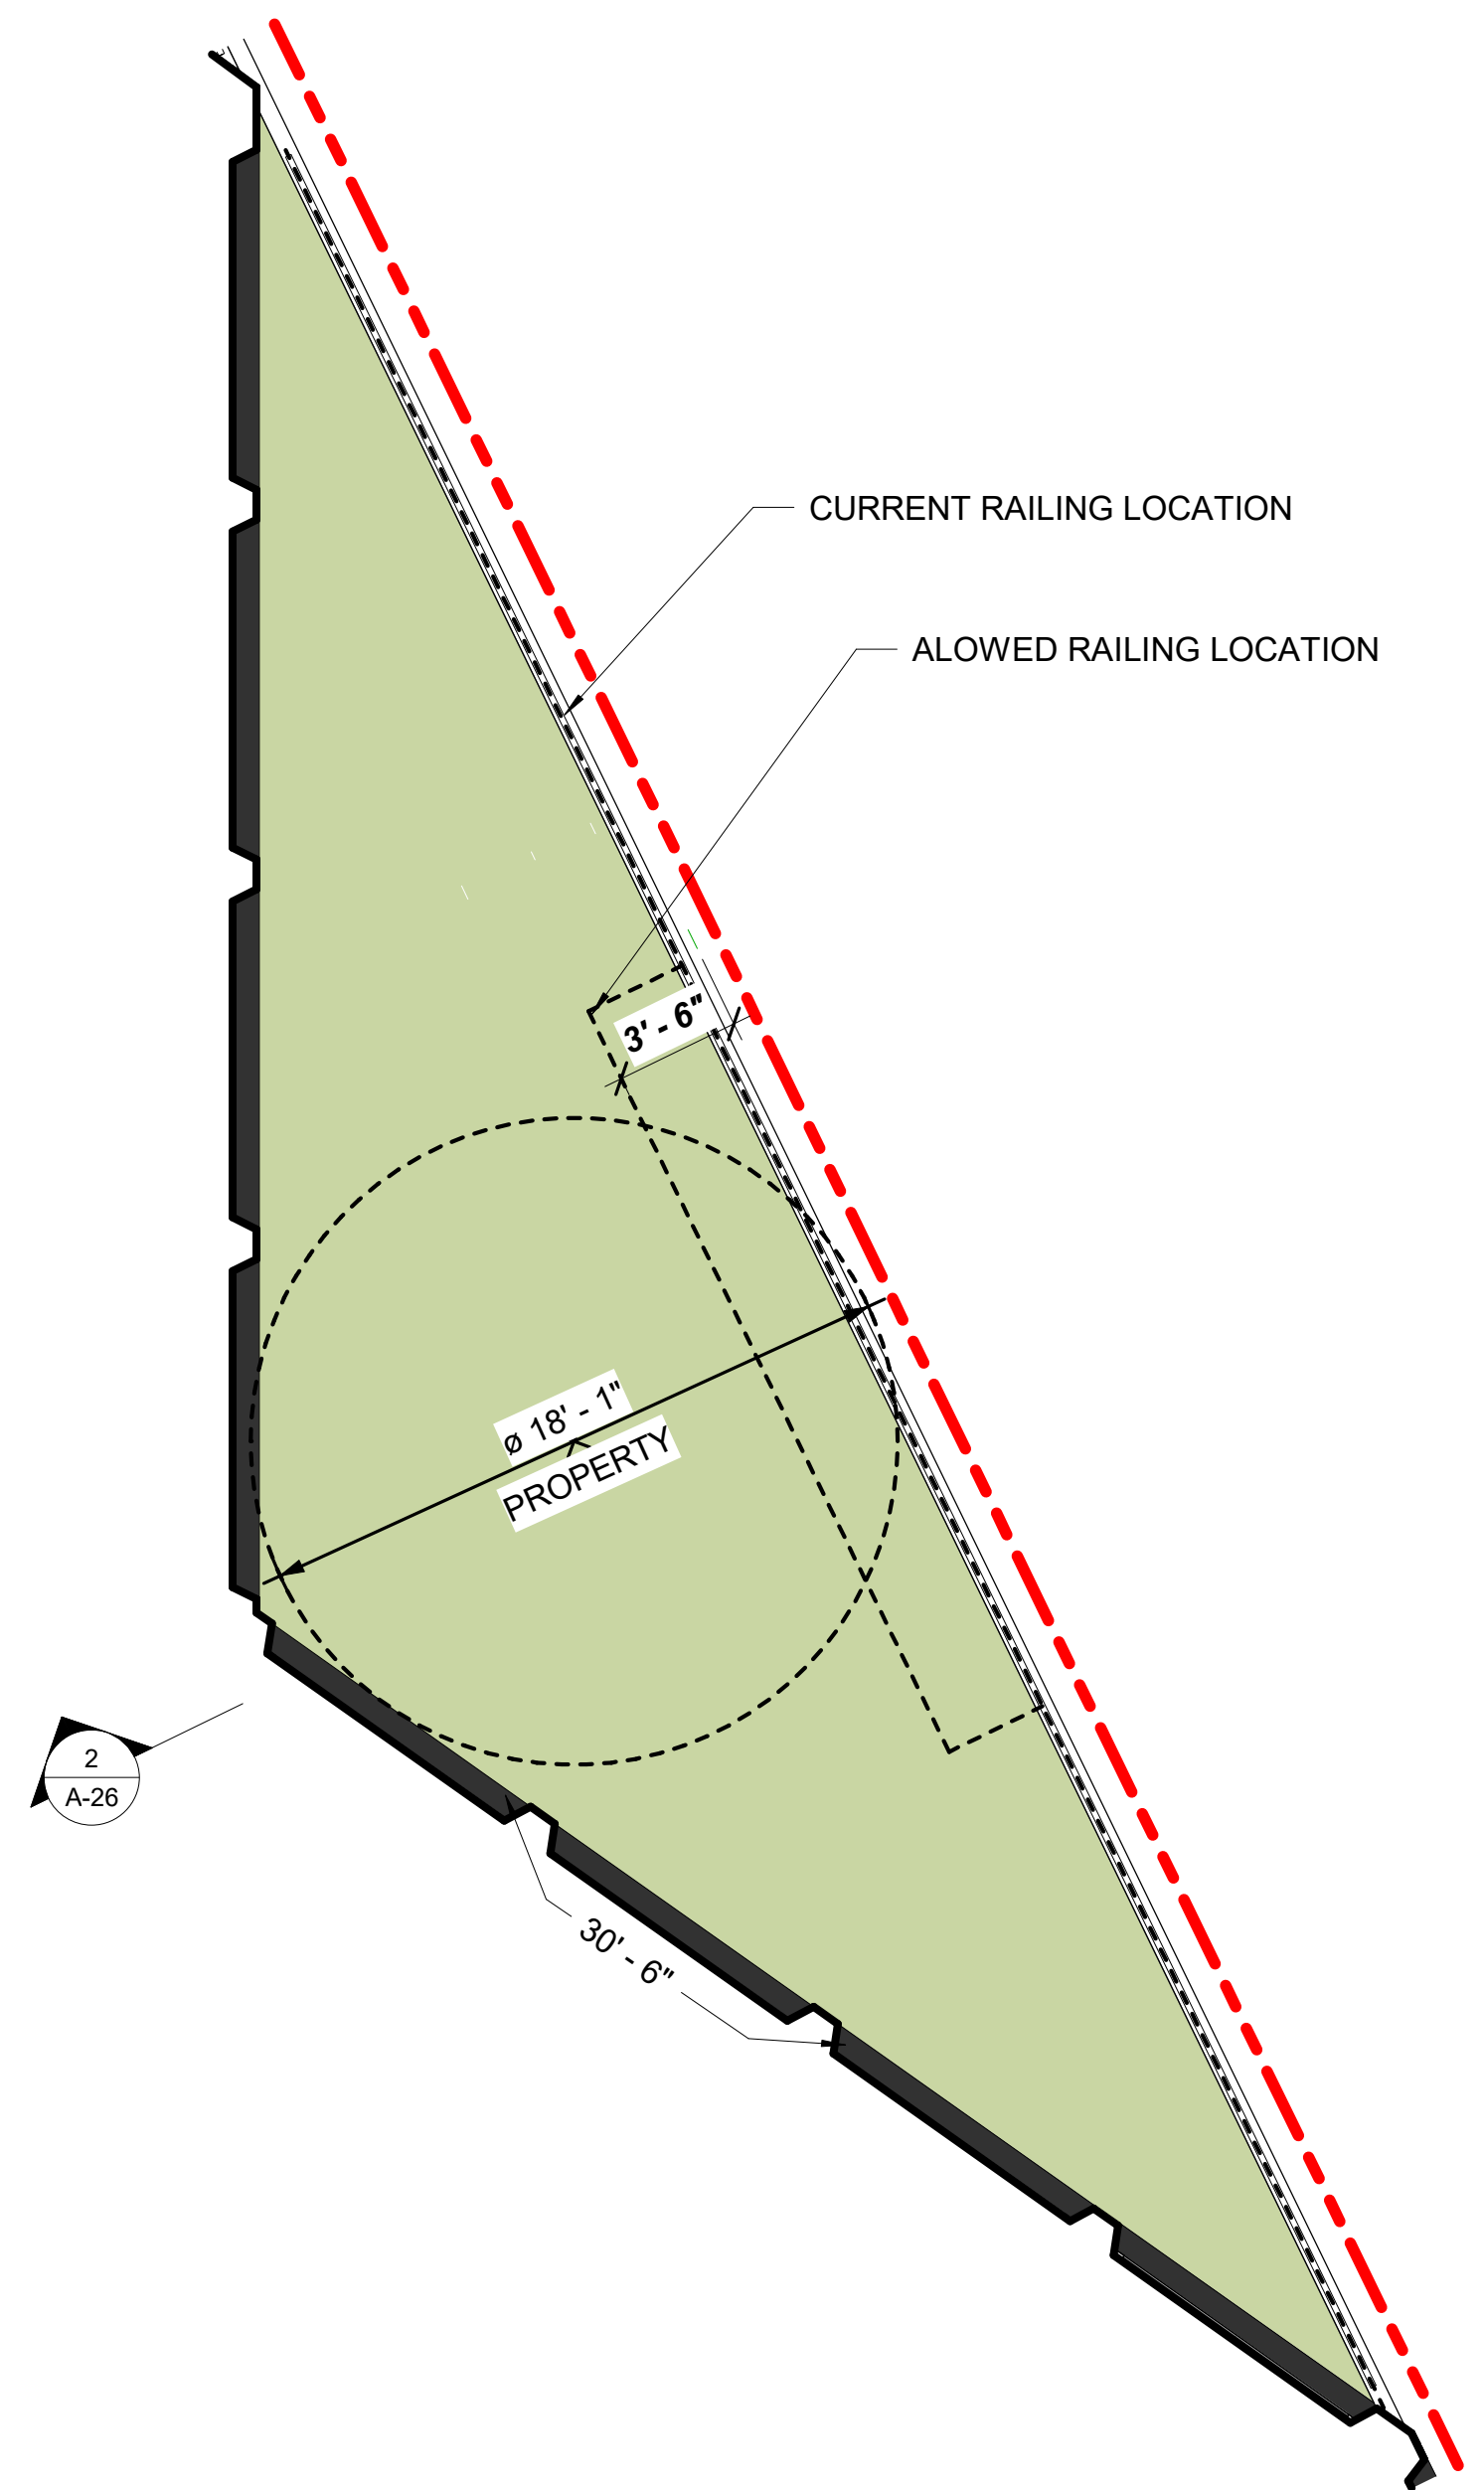 CURRENT RAILING LOCATION
ALOWED RAILING LOCATION
3' - 6"
ø 18' - 1"
PROPERTY
2
A-26
30' - 6"